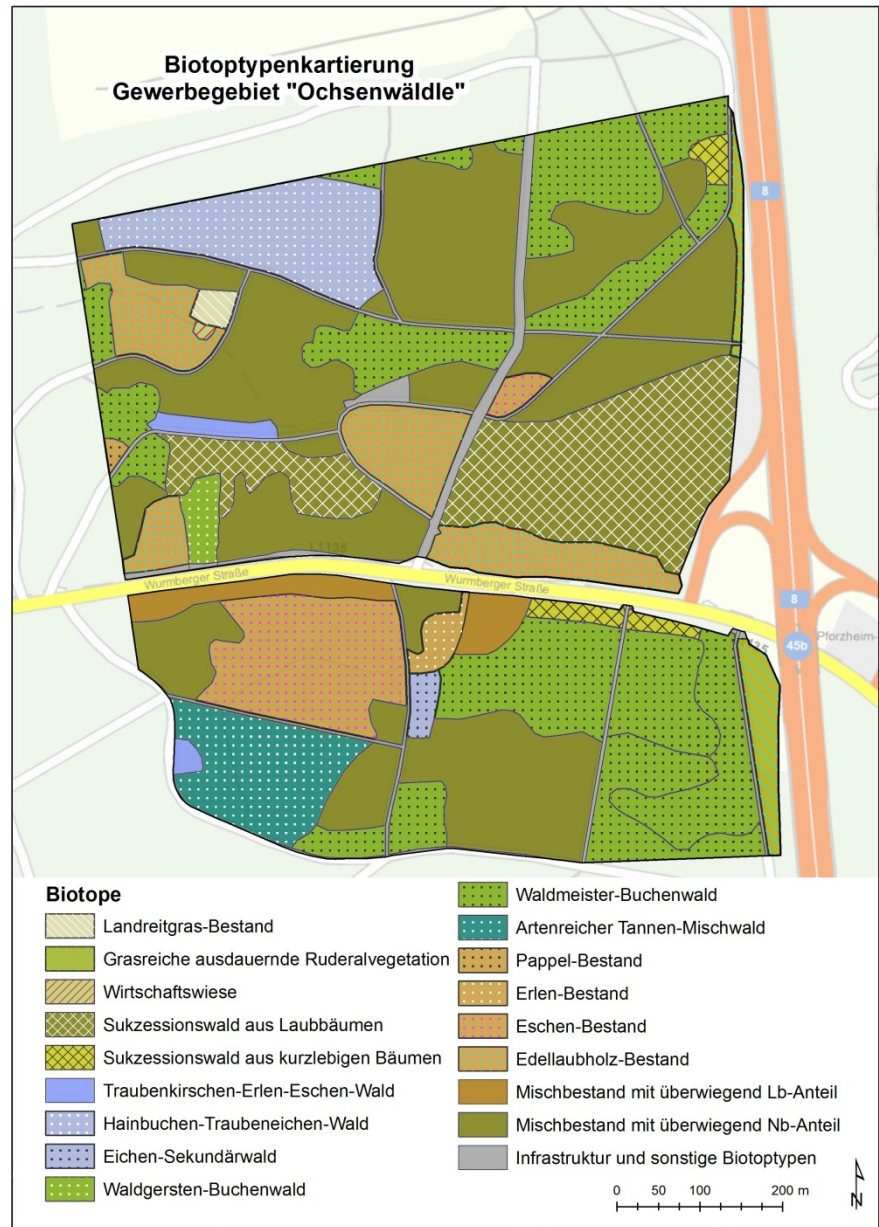 Biotoptypenkartierung
Gewerbegebiet "Ochsenwäldle"
8
L1135
Wurmberger Straße
Wurmberger Straße
8
Pforzheim-
45b
Biotope
Landreitgras-Bestand
Grasreiche ausdauernde Ruderalvegetation
Wirtschaftswiese
Sukzessionswald aus Laubbäumen
Sukzessionswald aus kurzlebigen Bäumen
Traubenkirschen-Erlen-Eschen-Wald
Hainbuchen-Traubeneichen-Wald
Eichen-Sekundärwald
Waldgersten-Buchenwald
Waldmeister-Buchenwald
Artenreicher Tannen-Mischwald
Pappel-Bestand
Erlen-Bestand
Eschen-Bestand
Edellaubholz-Bestand
Mischbestand mit überwiegend Lb-Anteil
Mischbestand mit überwiegend Nb-Anteil
Infrastruktur und sonstige Biotoptypen
0 50 100 200 m
N